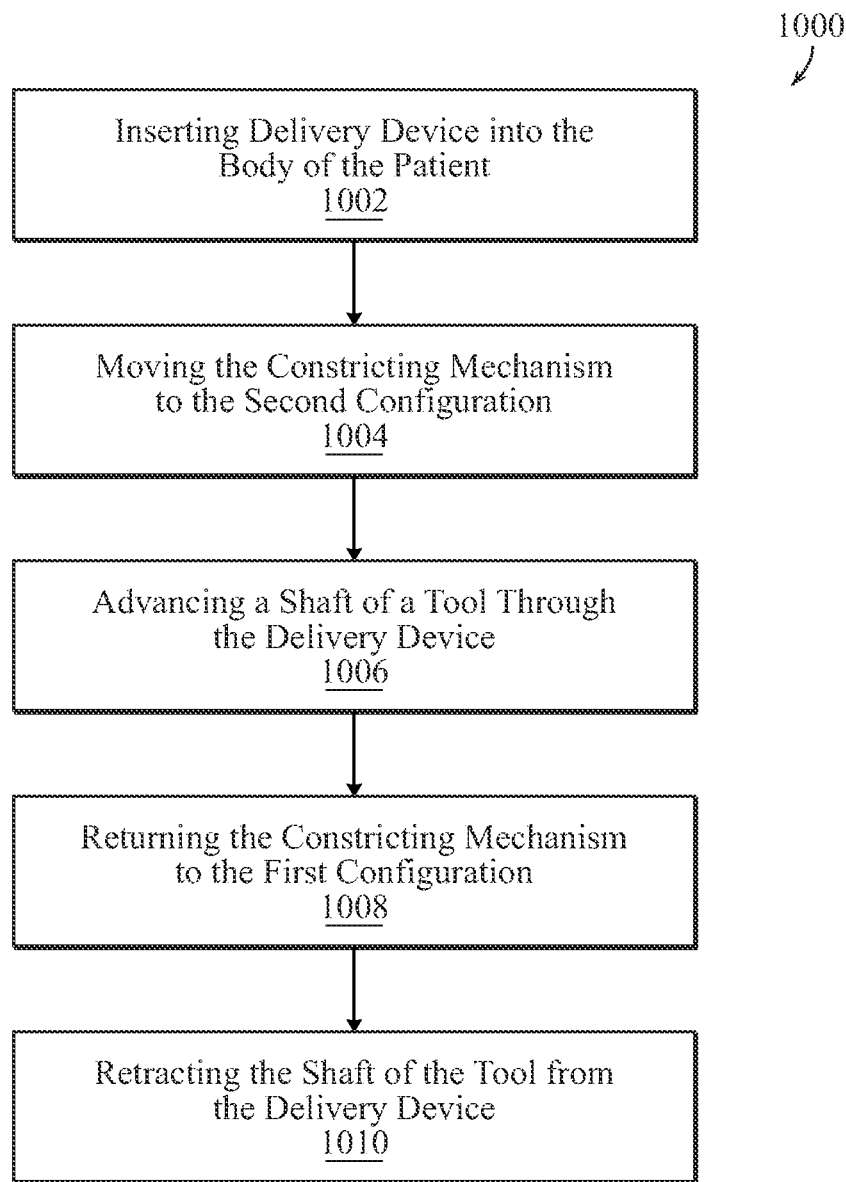 1000
Inserting Delivery Device into the
Body of the Patient
1002
Moving the Constricting Mechanism
to the Second Configuration
1004
Advancing a Shaft of a Tool Through
the Delivery Device
1006
Returning the Constricting Mechanism
to the First Configuration
1008
Retracting the Shaft of the Tool from
the Delivery Device
1010